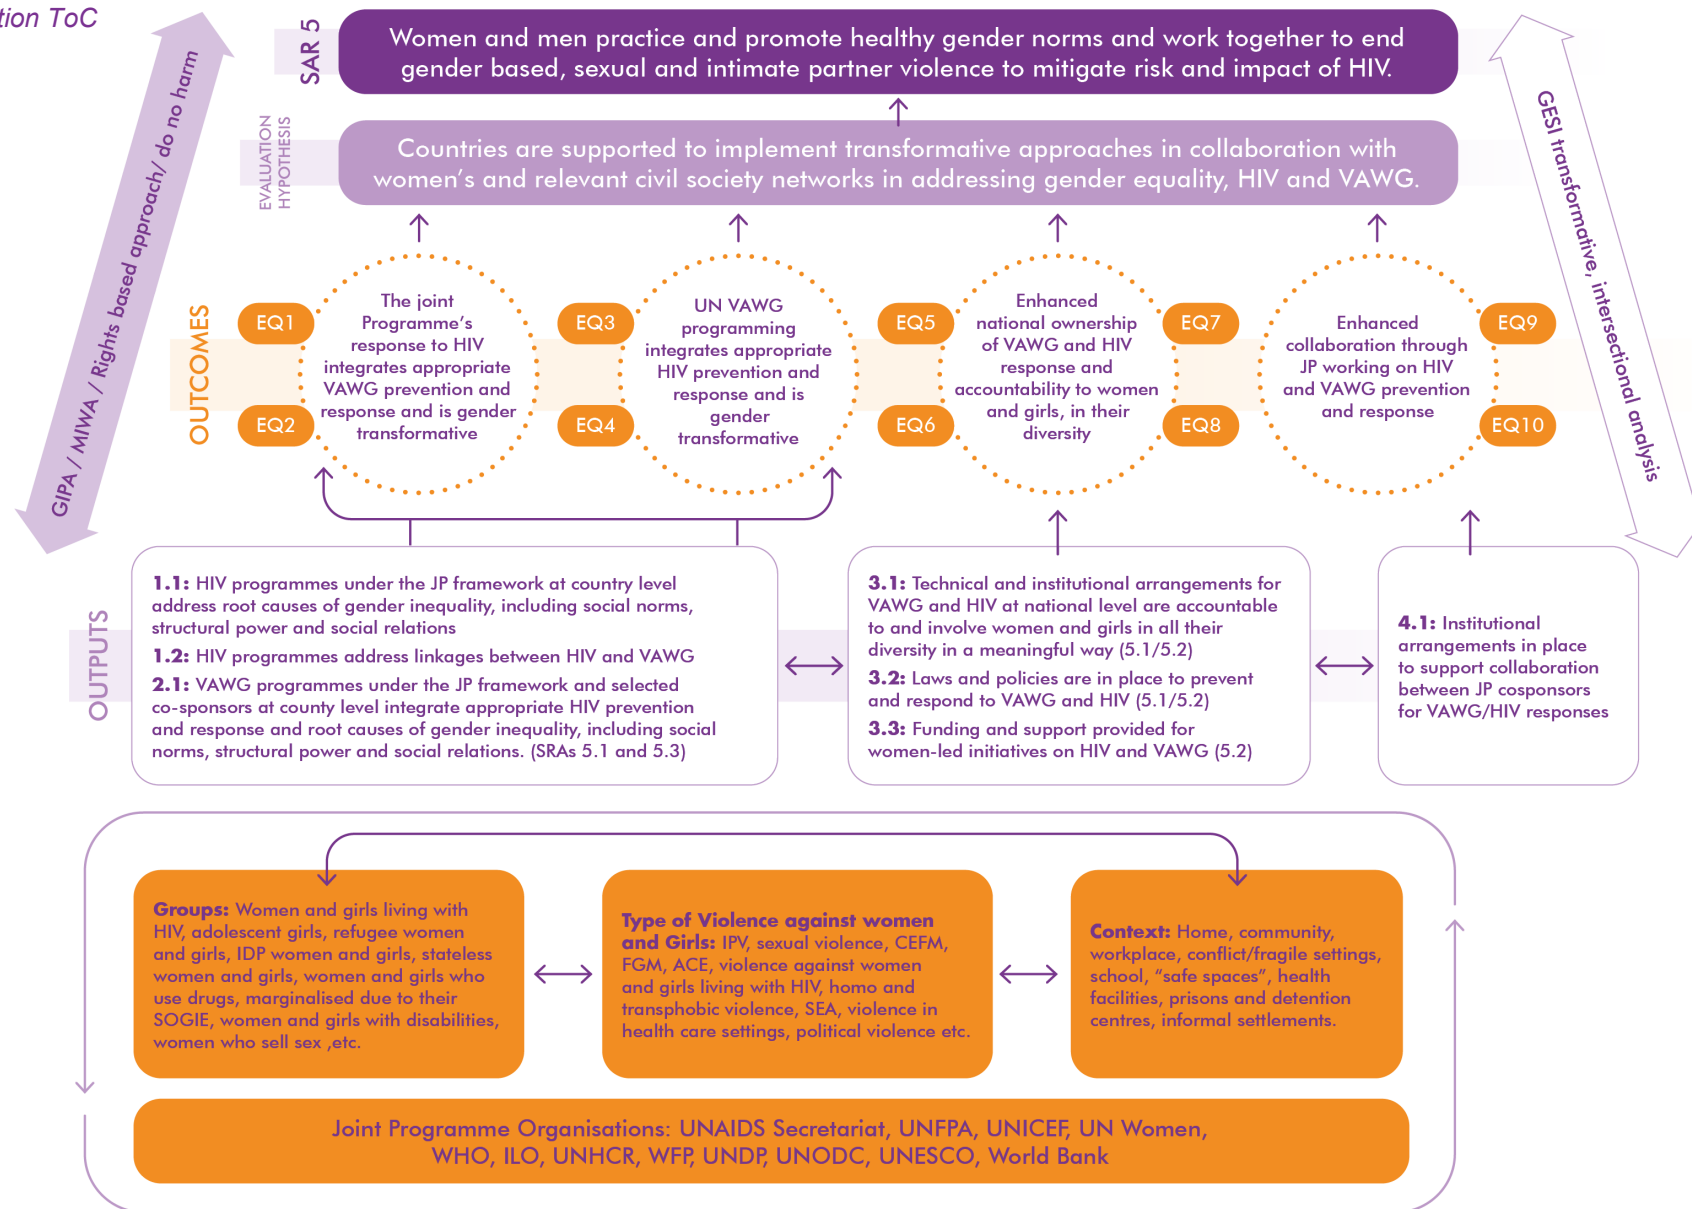 tion ToC
SAR 5
Women and men practice and promote healthy gender norms and work together to end
gender based, sexual and intimate partner violence to mitigate risk and impact of HIV.
EVALUATION
HYPOTHESIS
Countries are supported to implement transformative approaches in collaboration with
women's and relevant civil society networks in addressing gender equality, HIV and VAWG.
GIPA / MIWA / Rights based approach/ do no harm
GESI transformative, intersectional analysis
OUTCOMES
EQ1
EQ2
The joint
Programme's
response to HIV
integrates appropriate
VAWG prevention and
response and is gender
transformative
EQ3
EQ4
UN VAWG
programming
integrates appropriate
HIV prevention and
response and is
gender
transformative
EQ5
EQ6
Enhanced
national ownership
of VAWG and HIV
response and
accountability to women
and girls, in their
diversity
EQ7
EQ8
Enhanced
collaboration through
JP working on HIV
and VAWG prevention
and response
EQ9
EQ10
OUTPUTS
1.1: HIV programmes under the JP framework at country level
address root causes of gender inequality, including social norms,
structural power and social relations
1.2: HIV programmes address linkages between HIV and VAWG
2.1: VAWG programmes under the JP framework and selected
co-sponsors at county level integrate appropriate HIV prevention
and response and root causes of gender inequality, including social
norms, structural power and social relations. (SRAs 5.1 and 5.3)
3.1: Technical and institutional arrangements for
VAWG and HIV at national level are accountable
to and involve women and girls in all their
diversity in a meaningful way (5.1/5.2)
3.2: Laws and policies are in place to prevent
and respond to VAWG and HIV (5.1/5.2)
3.3: Funding and support provided for
women-led initiatives on HIV and VAWG (5.2)
4.1: Institutional
arrangements in place
to support collaboration
between JP cosponsors
for VAWG/HIV responses
Groups: Women and girls living with
HIV, adolescent girls, refugee women
and girls, IDP women and girls, stateless
women and girls, women and girls who
use drugs, marginalised due to their
SOGIE, women and girls with disabilities,
women who sell sex ,etc.
Type of Violence against women
and Girls: IPV, sexual violence, CEFM,
FGM, ACE, violence against women
and girls living with HIV, homo and
transphobic violence, SEA, violence in
health care settings, political violence etc.
Context: Home, community,
workplace, conflict/fragile settings,
school, “safe spaces”, health
facilities, prisons and detention
centres, informal settlements.
Joint Programme Organisations: UNAIDS Secretariat, UNFPA, UNICEF, UN Women,
WHO, ILO, UNHCR, WFP, UNDP, UNODC, UNESCO, World Bank